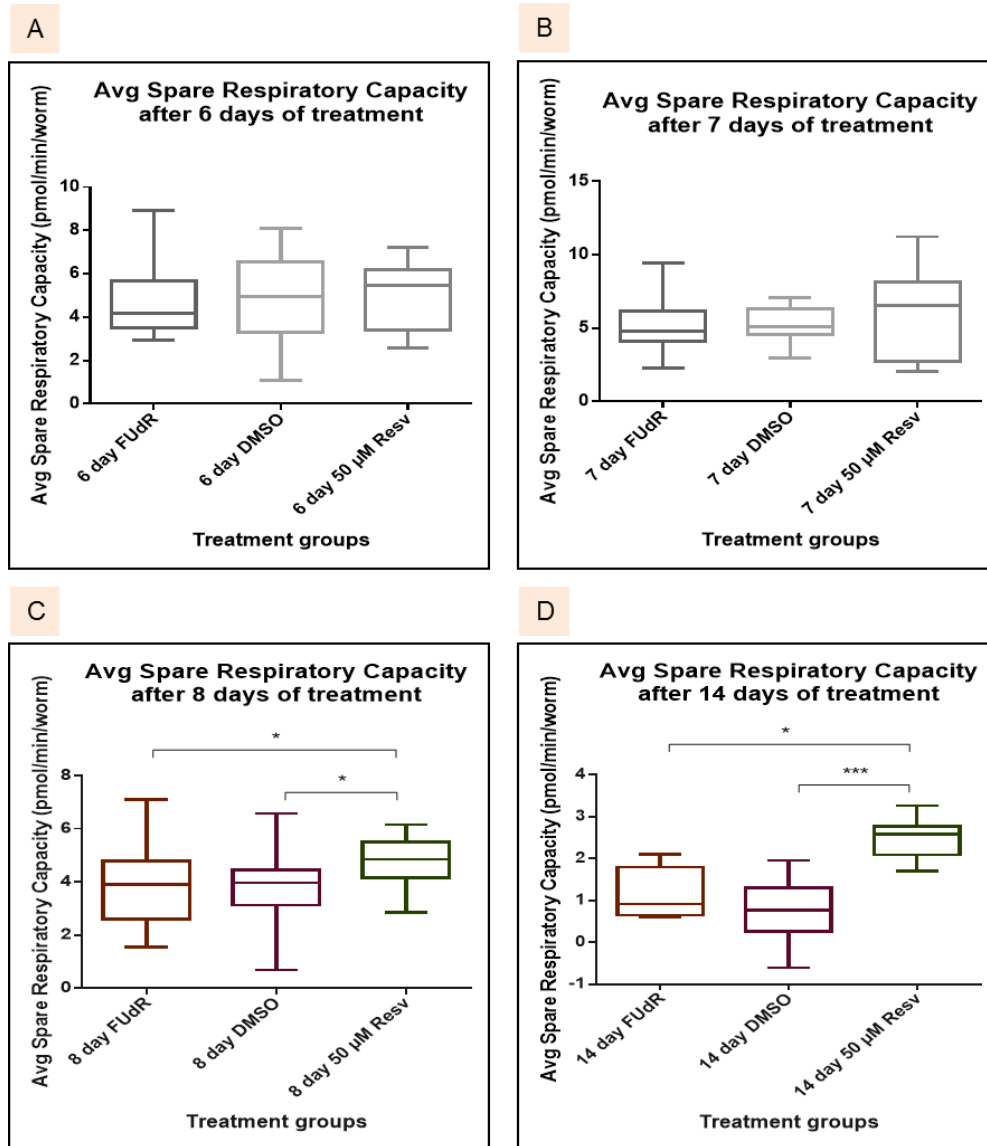 A
Avg Spare Respiratory Capacity
after 6 days of treatment
Avg Spare Respiratory Capacity (pmol/min/worm)
10
8
6
4
2
0
6 day FUdR
6 day DMSO
6 day 50 µM Resv
Treatment groups
B
Avg Spare Respiratory Capacity
after 7 days of treatment
Avg Spare Respiratory Capacity (pmol/min/worm)
15
10
5
0
7 day FUdR
7 day DMSO
7 day 50 µM Resv
Treatment groups
C
Avg Spare Respiratory Capacity
after 8 days of treatment
Avg Spare Respiratory Capacity (pmol/min/worm)
*
*
8
6
4
2
0
8 day FUdR
8 day DMSO
8 day 50 µM Resv
Treatment groups
D
Avg Spare Respiratory Capacity
after 14 days of treatment
Avg Spare Respiratory Capacity (pmol/min/worm)
*
***
4
3
2
1
0
-1
14 day FUdR
14 day DMSO
14 day 50 µM Resv
Treatment groups